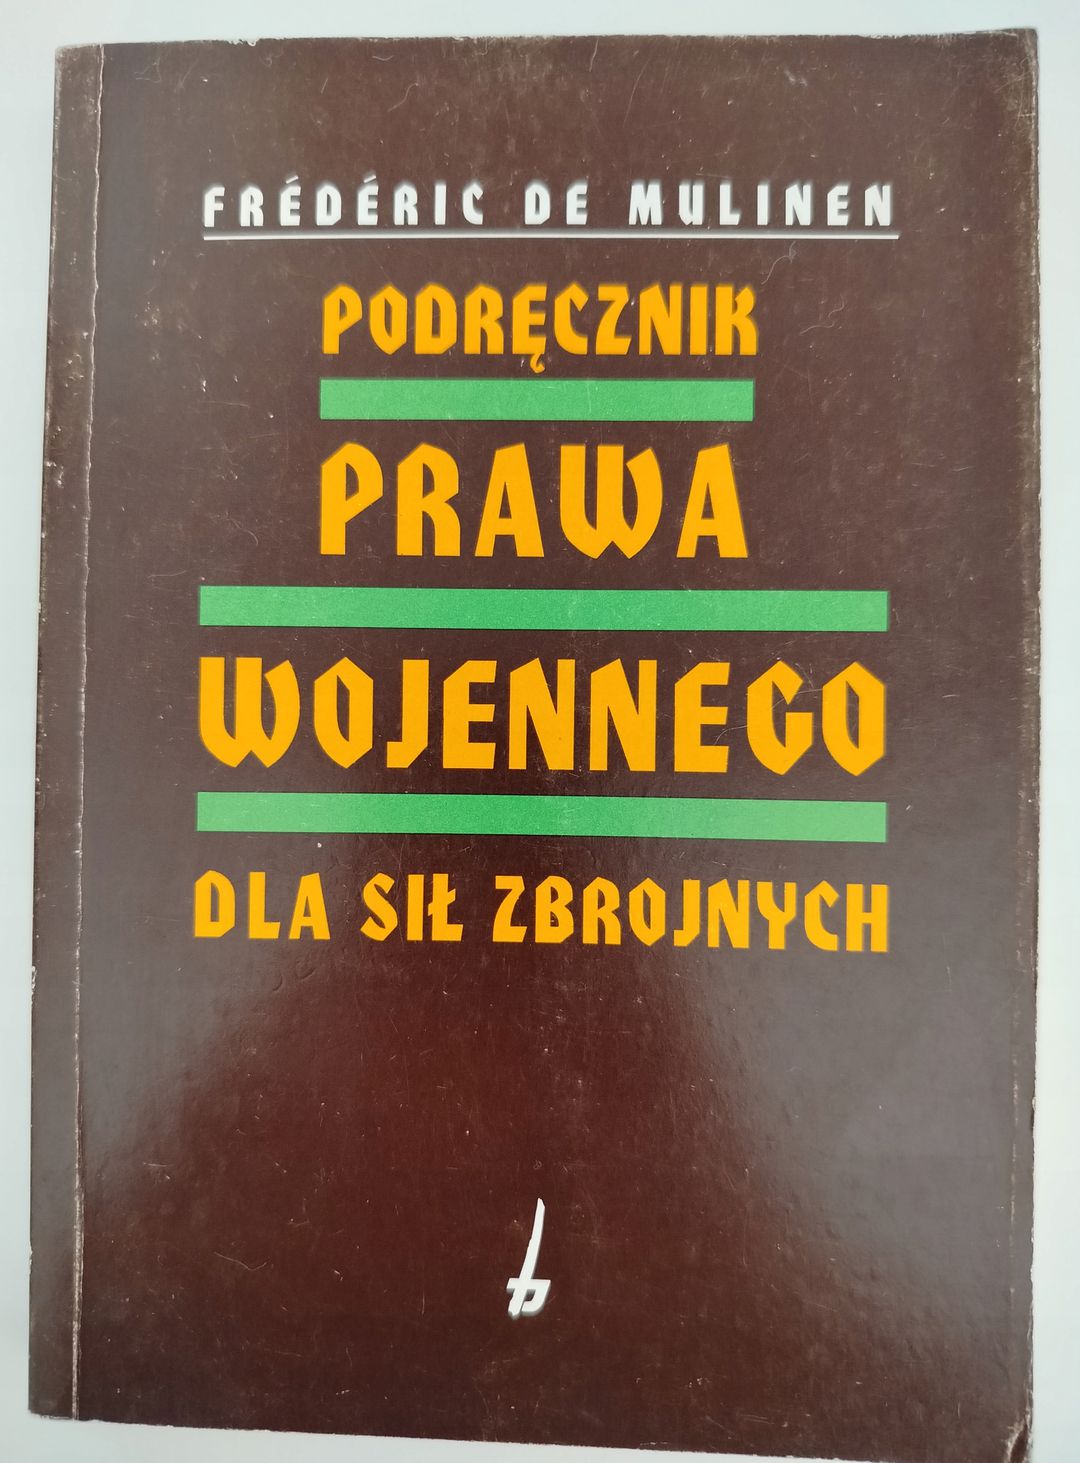 FRÉDÉRIC DE MULINEN
PODRĘCZNIK
PRAWA
WOJENNEGO
DLA SIŁ ZBROJNYCH